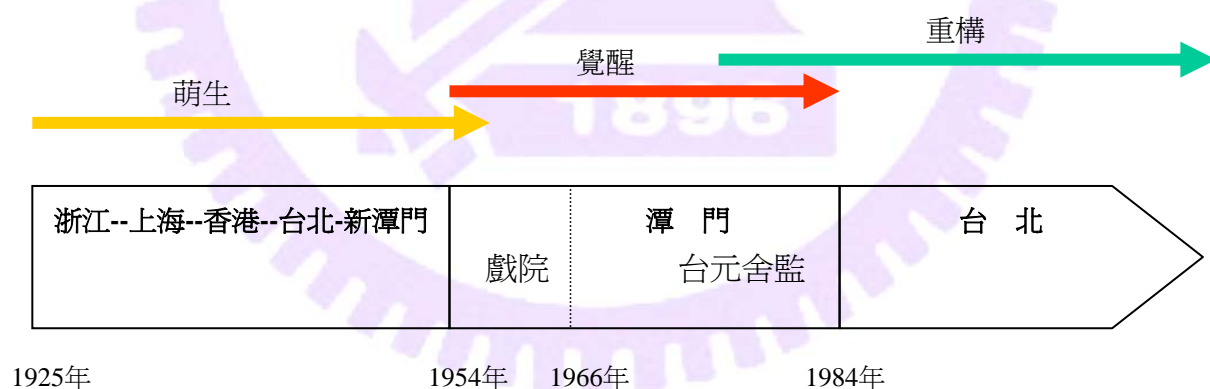 重構
覺醒
萌生
1896
浙江--上海--香港--台北-新潭門
潭 門
台 北
戲院
台元舍監
1925年
1954年
1966年
1984年